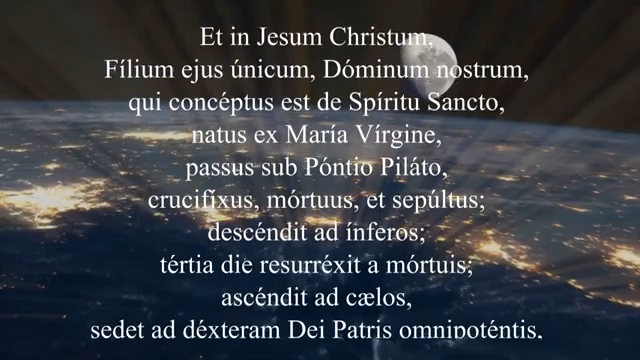 Et in Jesum Christum,
Fílium ejus únicum, Dóminum nostrum,
qui concéptus est de Spíritu Sancto,
natus ex María Vírgine,
passus sub Póntio Piláto,
crucifíxus, mórtuus, et sepúltus;
descéndit ad ínferos;
tértia die resurréxit a mórtuis;
ascéndit ad cælos,
sedet ad déxteram Dei Patris omnipoténtis,